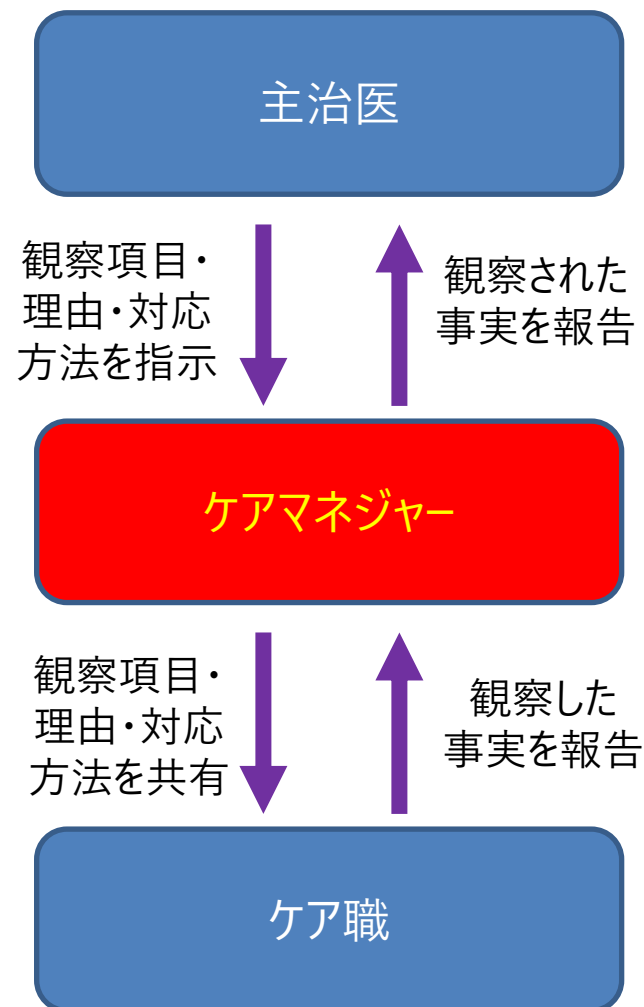 主治医
観察項目・
理由・対応
方法を指示
観察された
事実を報告
ケアマネジャー
観察項目・
理由・対応
方法を共有
観察した
事実を報告
ケア職